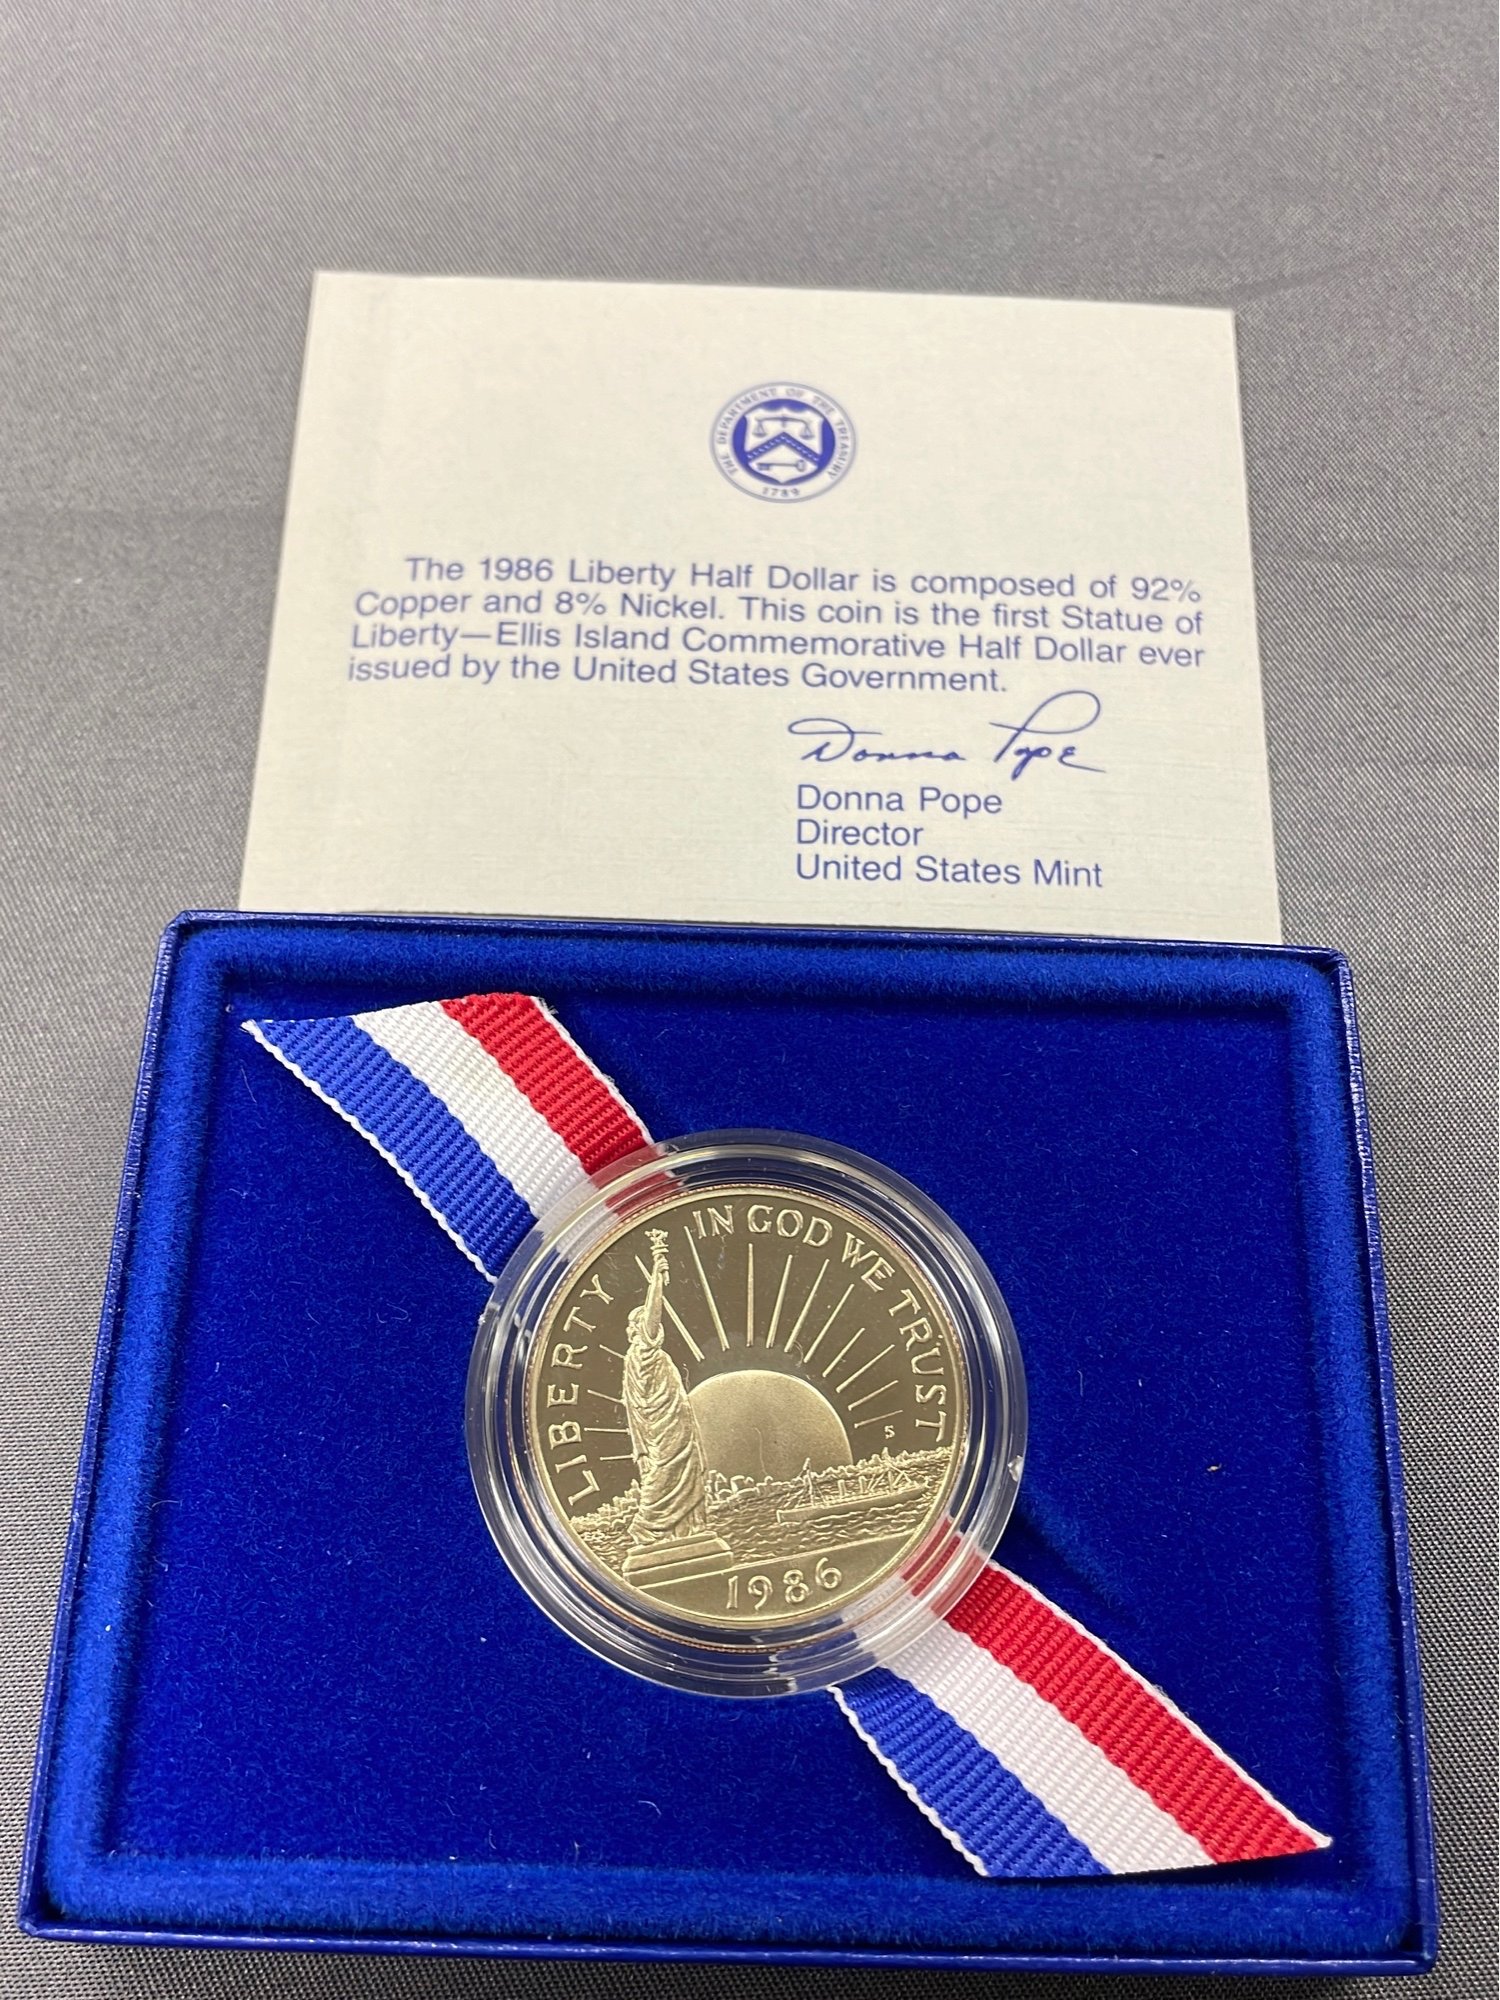 THE DEPARTMENT OF THE TREASURY
1789
The 1986 Liberty Half Dollar is composed of 92%
Copper and 8% Nickel. This coin is the first Statue of
Liberty—Ellis Island Commemorative Half Dollar ever
issued by the United States Government.
Donna Pope
Donna Pope
Director
United States Mint
LIBERTY
IN GOD WE TRUST
S
1986